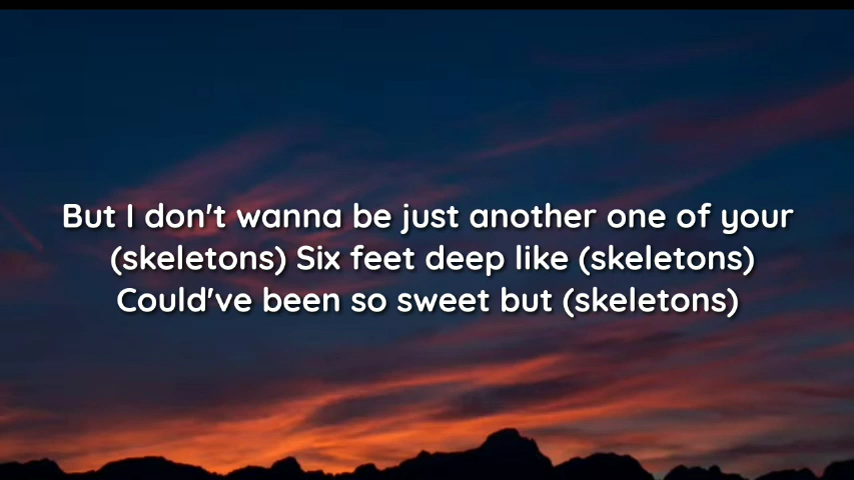 But I don't wanna be just another one of your
(skeletons) Six feet deep like (skeletons)
Could've been so sweet but (skeletons)